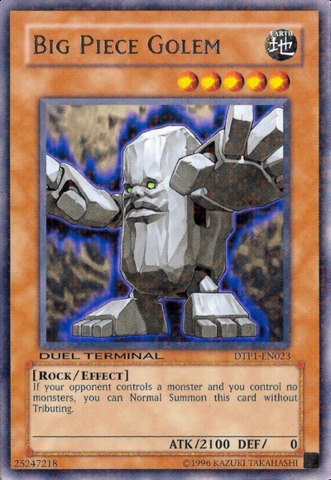 BIG PIECE GOLEM
EARTH
地
DUEL TERMINAL
DTP1-EN023
[ROCK/EFFECT]
If your opponent controls a monster and you control no
monsters, you can Normal Summon this card without
Tributing.
ATK/2100 DEF/ 0
25247218
©1996 KAZUKI TAKAHASHI